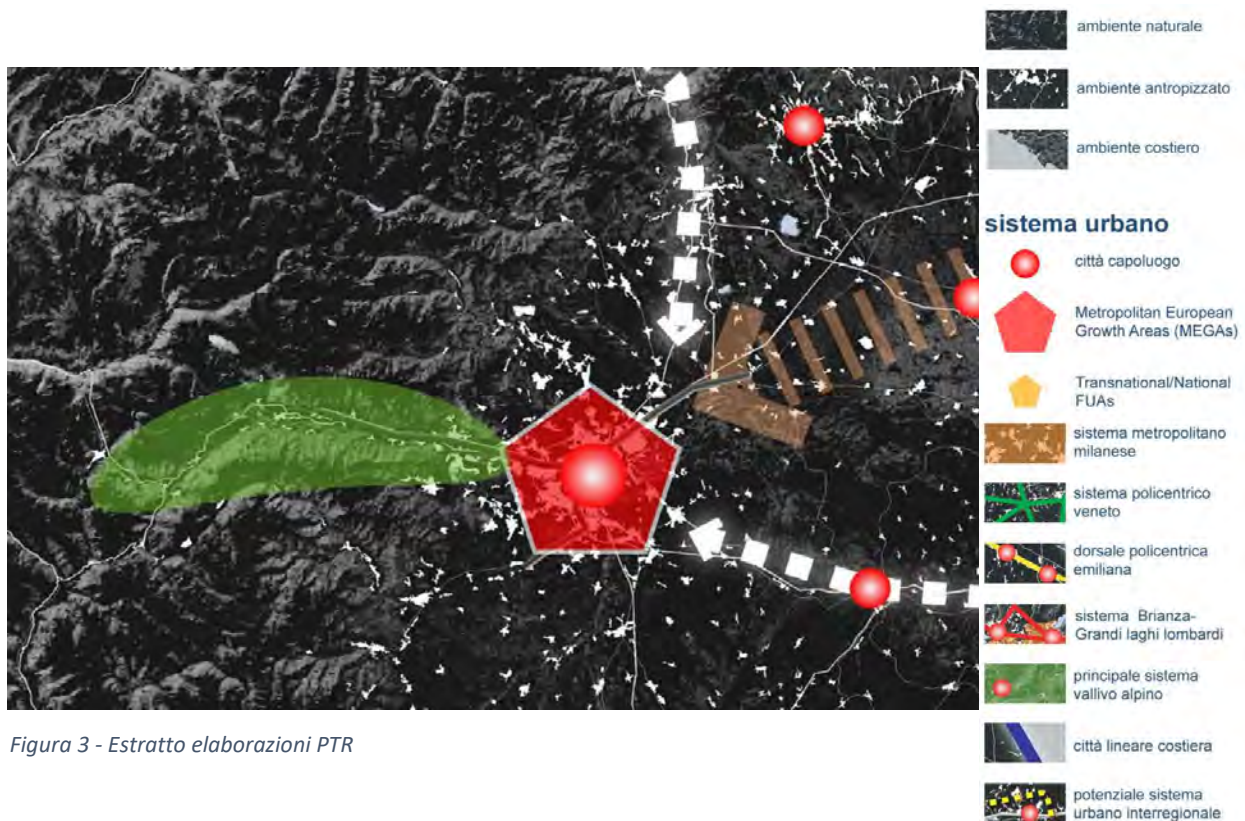 ambiente naturale
ambiente antropizzato
ambiente costiero
sistema urbano
città capoluogo
Metropolitan European
Growth Areas (MEGAs)
Transnational/National
FUAs
sistema metropolitano
milanese
sistema policentrico
veneto
dorsale policentrica
emiliana
sistema Brianza-
Grandi laghi lombardi
principale sistema
vallivo alpino
città lineare costiera
potenziale sistema
urbano interregionale
Figura 3 - Estratto elaborazioni PTR